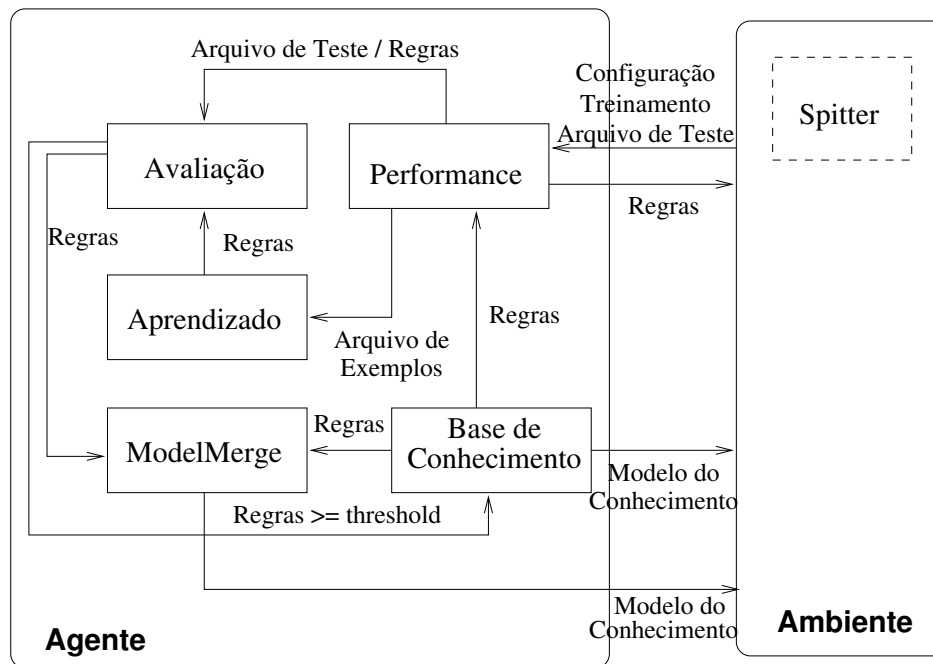 Arquivo de Teste / Regras
Configuração
Treinamento
Arquivo de Teste
Spitter
Avaliação
Performance
Regras
Regras
Regras
Aprendizado
Regras
Arquivo de
Exemplos
Regras
Base de
Conhecimento
ModelMerge
Modelo do
Conhecimento
Regras >= threshold
Modelo do
Conhecimento
Agente
Ambiente